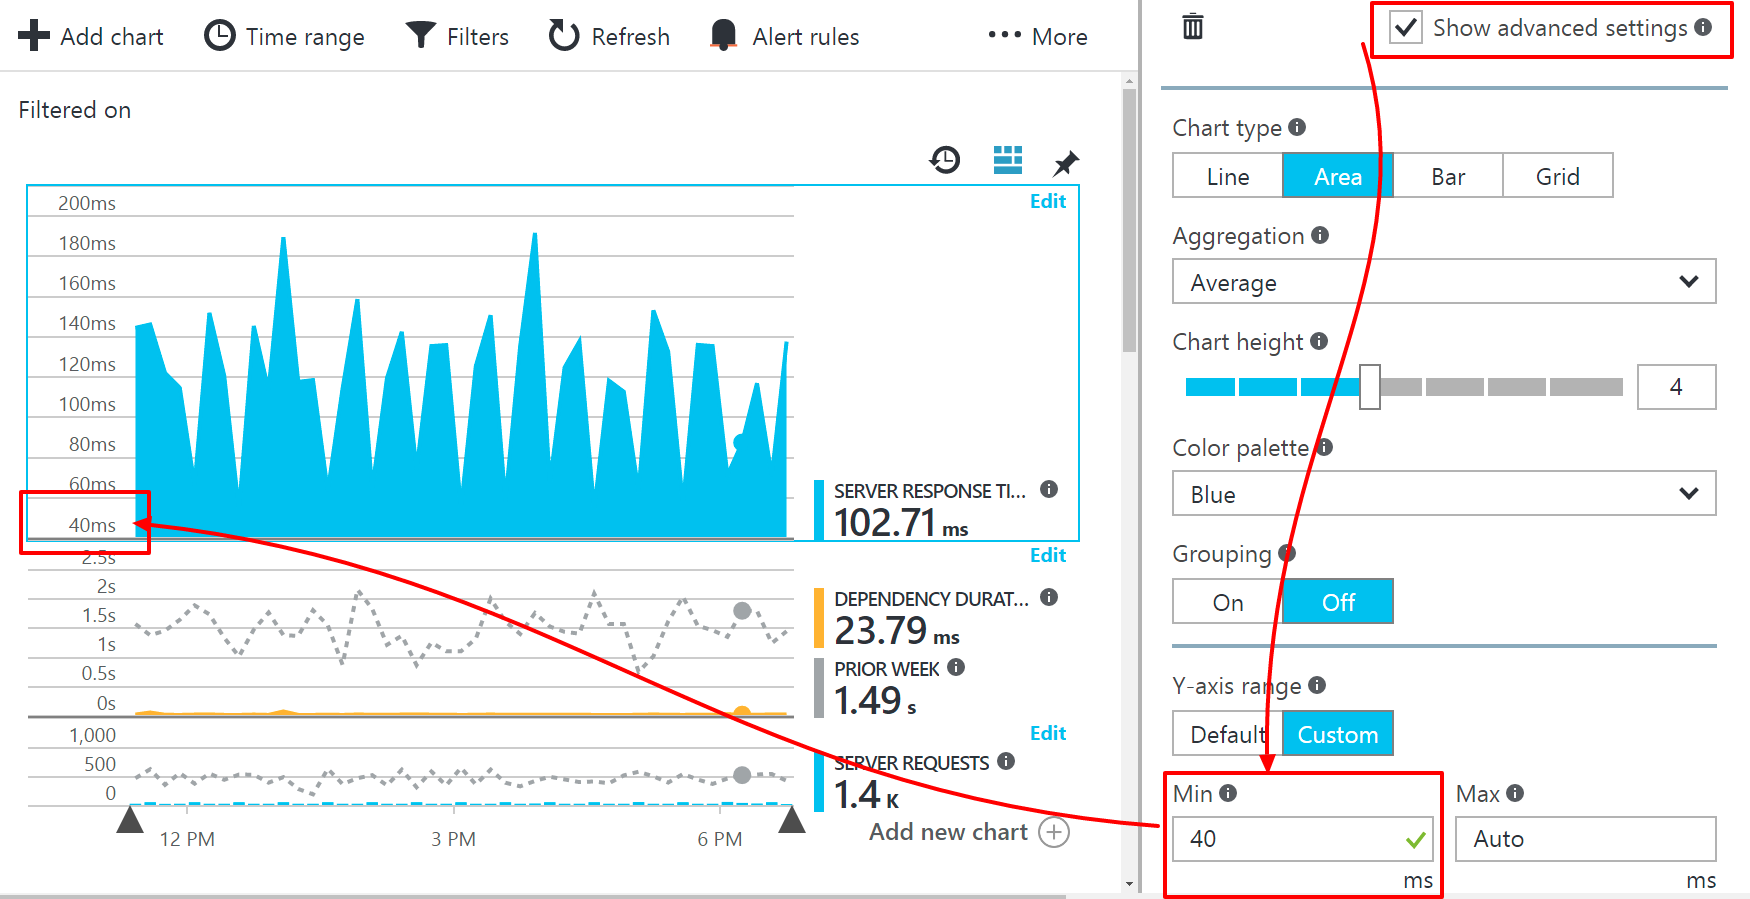 Add chart
Time range
Filters
Refresh
Alert rules
More
Filtered on
Edit
200ms
180ms
160ms
140ms
120ms
100ms
80ms
60ms
40ms
SERVER RESPONSE TI...
102.71 ms
Edit
2.5s
2s
1.5s
1s
0.5s
0s
DEPENDENCY DURAT...
23.79 ms
PRIOR WEEK
1.49 s
Edit
1,000
500
0
SERVER REQUESTS
1.4 K
12 PM
3 PM
6 PM
Add new chart
Show advanced settings
Chart type
Line
Area
Bar
Grid
Aggregation
Average
Chart height
4
Color palette
Blue
Grouping
On
Off
Y-axis range
Default
Custom
Min
Max
40
Auto
ms
ms